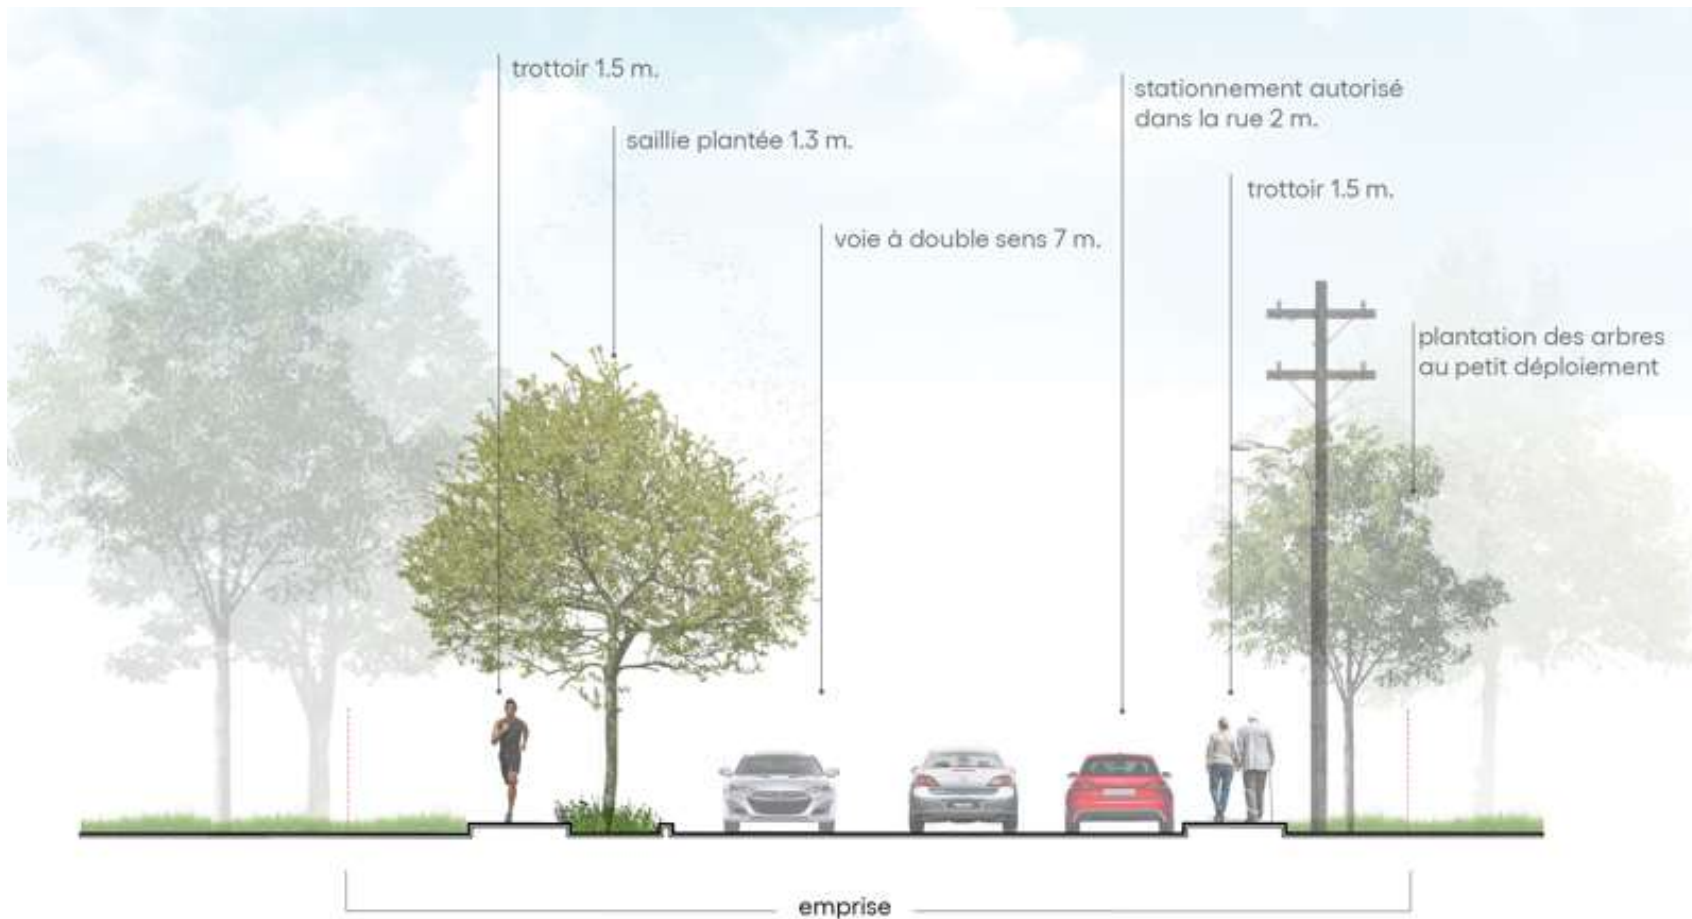 trottoir 1.5 m.
saillie plantée 1.3 m.
voie à double sens 7 m.
stationnement autorisé
dans la rue 2 m.
trottoir 1.5 m.
plantation des arbres
au petit déploiement
emprise